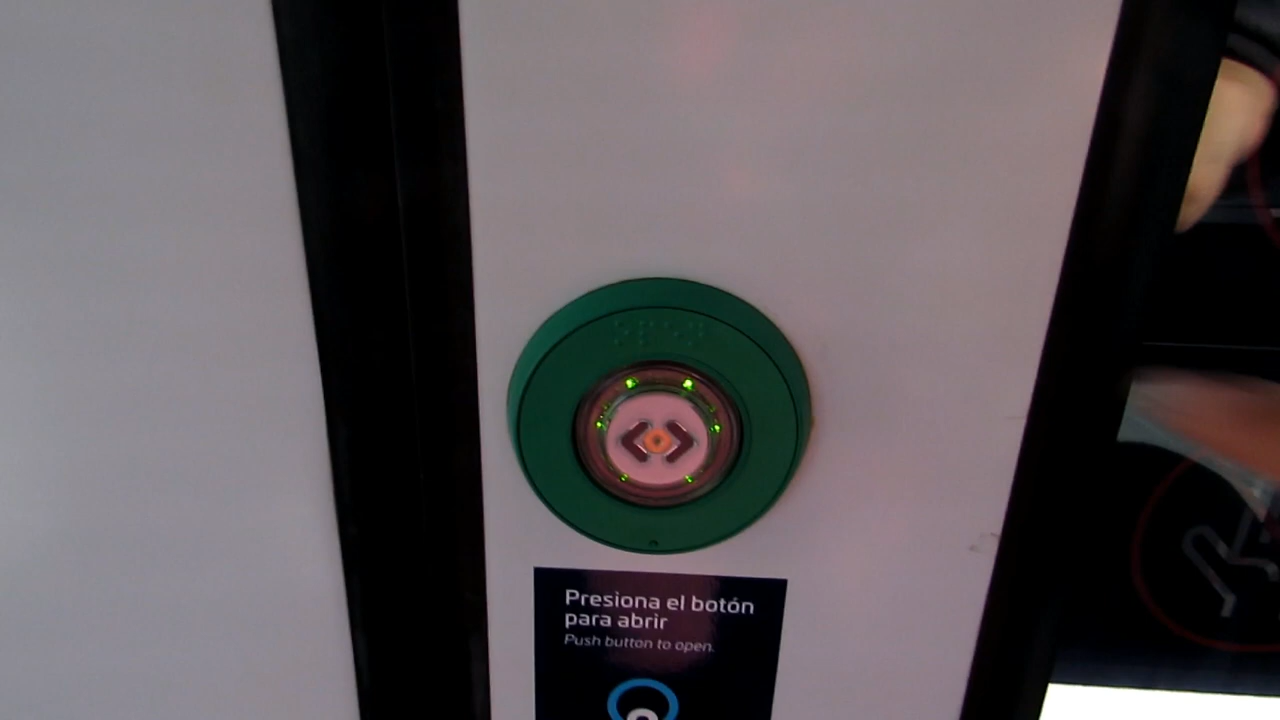 Presiona el botón
para abrir
Push button to open.